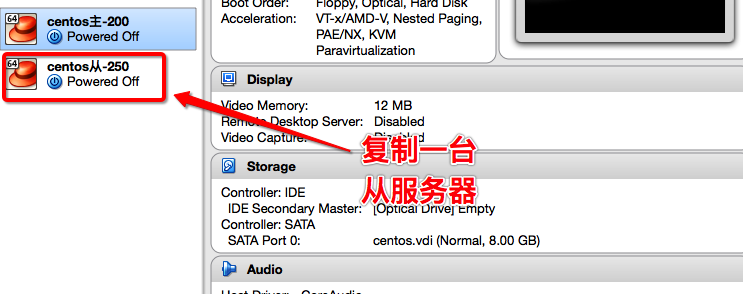 64
centos主-200
Powered Off
64
centos从-250
Powered Off
Boot Order: Floppy, Optical, Hard Disk
Acceleration: VT-x/AMD-V, Nested Paging,
PAE/NX, KVM
Paravirtualization
Display
Video Memory: 12 MB
Remote Desktop Server: Disabled
Video Capture: Disabled
复制一台
从服务器
Storage
Controller: IDE
IDE Secondary Master: [Optical Drive] Empty
Controller: SATA
SATA Port 0: centos.vdi (Normal, 8.00 GB)
Audio
Host Driver: CoreAudio